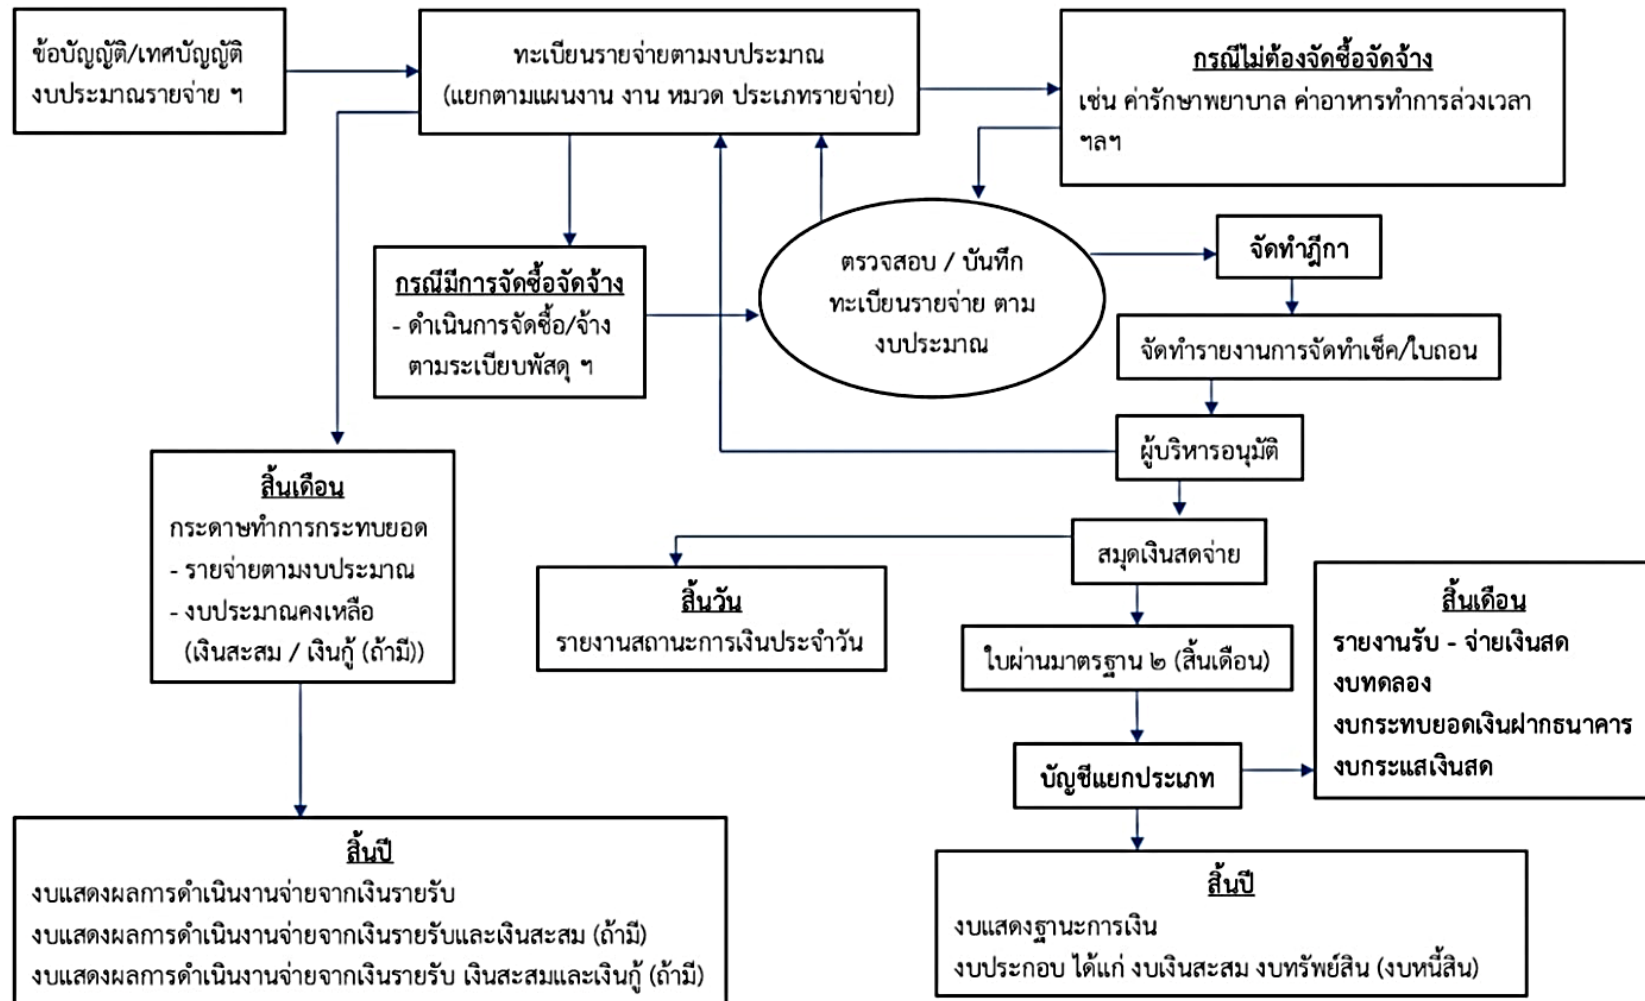 ข้อบัญญัติ/เทศบัญญัติ
งบประมาณรายจ่าย ฯ
ทะเบียนรายจ่ายตามงบประมาณ
(แยกตามแผนงาน งาน หมวด ประเภทรายจ่าย)
กรณีไม่ต้องจัดซื้อจัดจ้าง
เช่น ค่ารักษาพยาบาล ค่าอาหารทำการล่วงเวลา
ฯลฯ
กรณีมีการจัดซื้อจัดจ้าง
- ดำเนินการจัดซื้อ/จ้าง
ตามระเบียบพัสดุ ฯ
ตรวจสอบ / บันทึก
ทะเบียนรายจ่าย ตาม
งบประมาณ
จัดทำฎีกา
จัดทำรายงานการจัดทำเช็ค/ใบถอน
ผู้บริหารอนุมัติ
สมุดเงินสดจ่าย
สิ้นวัน
รายงานสถานะการเงินประจำวัน
ใบผ่านมาตรฐาน ๒ (สิ้นเดือน)
บัญชีแยกประเภท
สิ้นเดือน
รายงานรับ - จ่ายเงินสด
งบทดลอง
งบกระทบยอดเงินฝากธนาคาร
งบกระแสเงินสด
สิ้นเดือน
กระดาษทำการกระทบยอด
- รายจ่ายตามงบประมาณ
- งบประมาณคงเหลือ
(เงินสะสม / เงินกู้ (ถ้ามี))
สิ้นปี
งบแสดงผลการดำเนินงานจ่ายจากเงินรายรับ
งบแสดงผลการดำเนินงานจ่ายจากเงินรายรับและเงินสะสม (ถ้ามี)
งบแสดงผลการดำเนินงานจ่ายจากเงินรายรับ เงินสะสมและเงินกู้ (ถ้ามี)
สิ้นปี
งบแสดงฐานะการเงิน
งบประกอบ ได้แก่ งบเงินสะสม งบทรัพย์สิน (งบหนี้สิน)